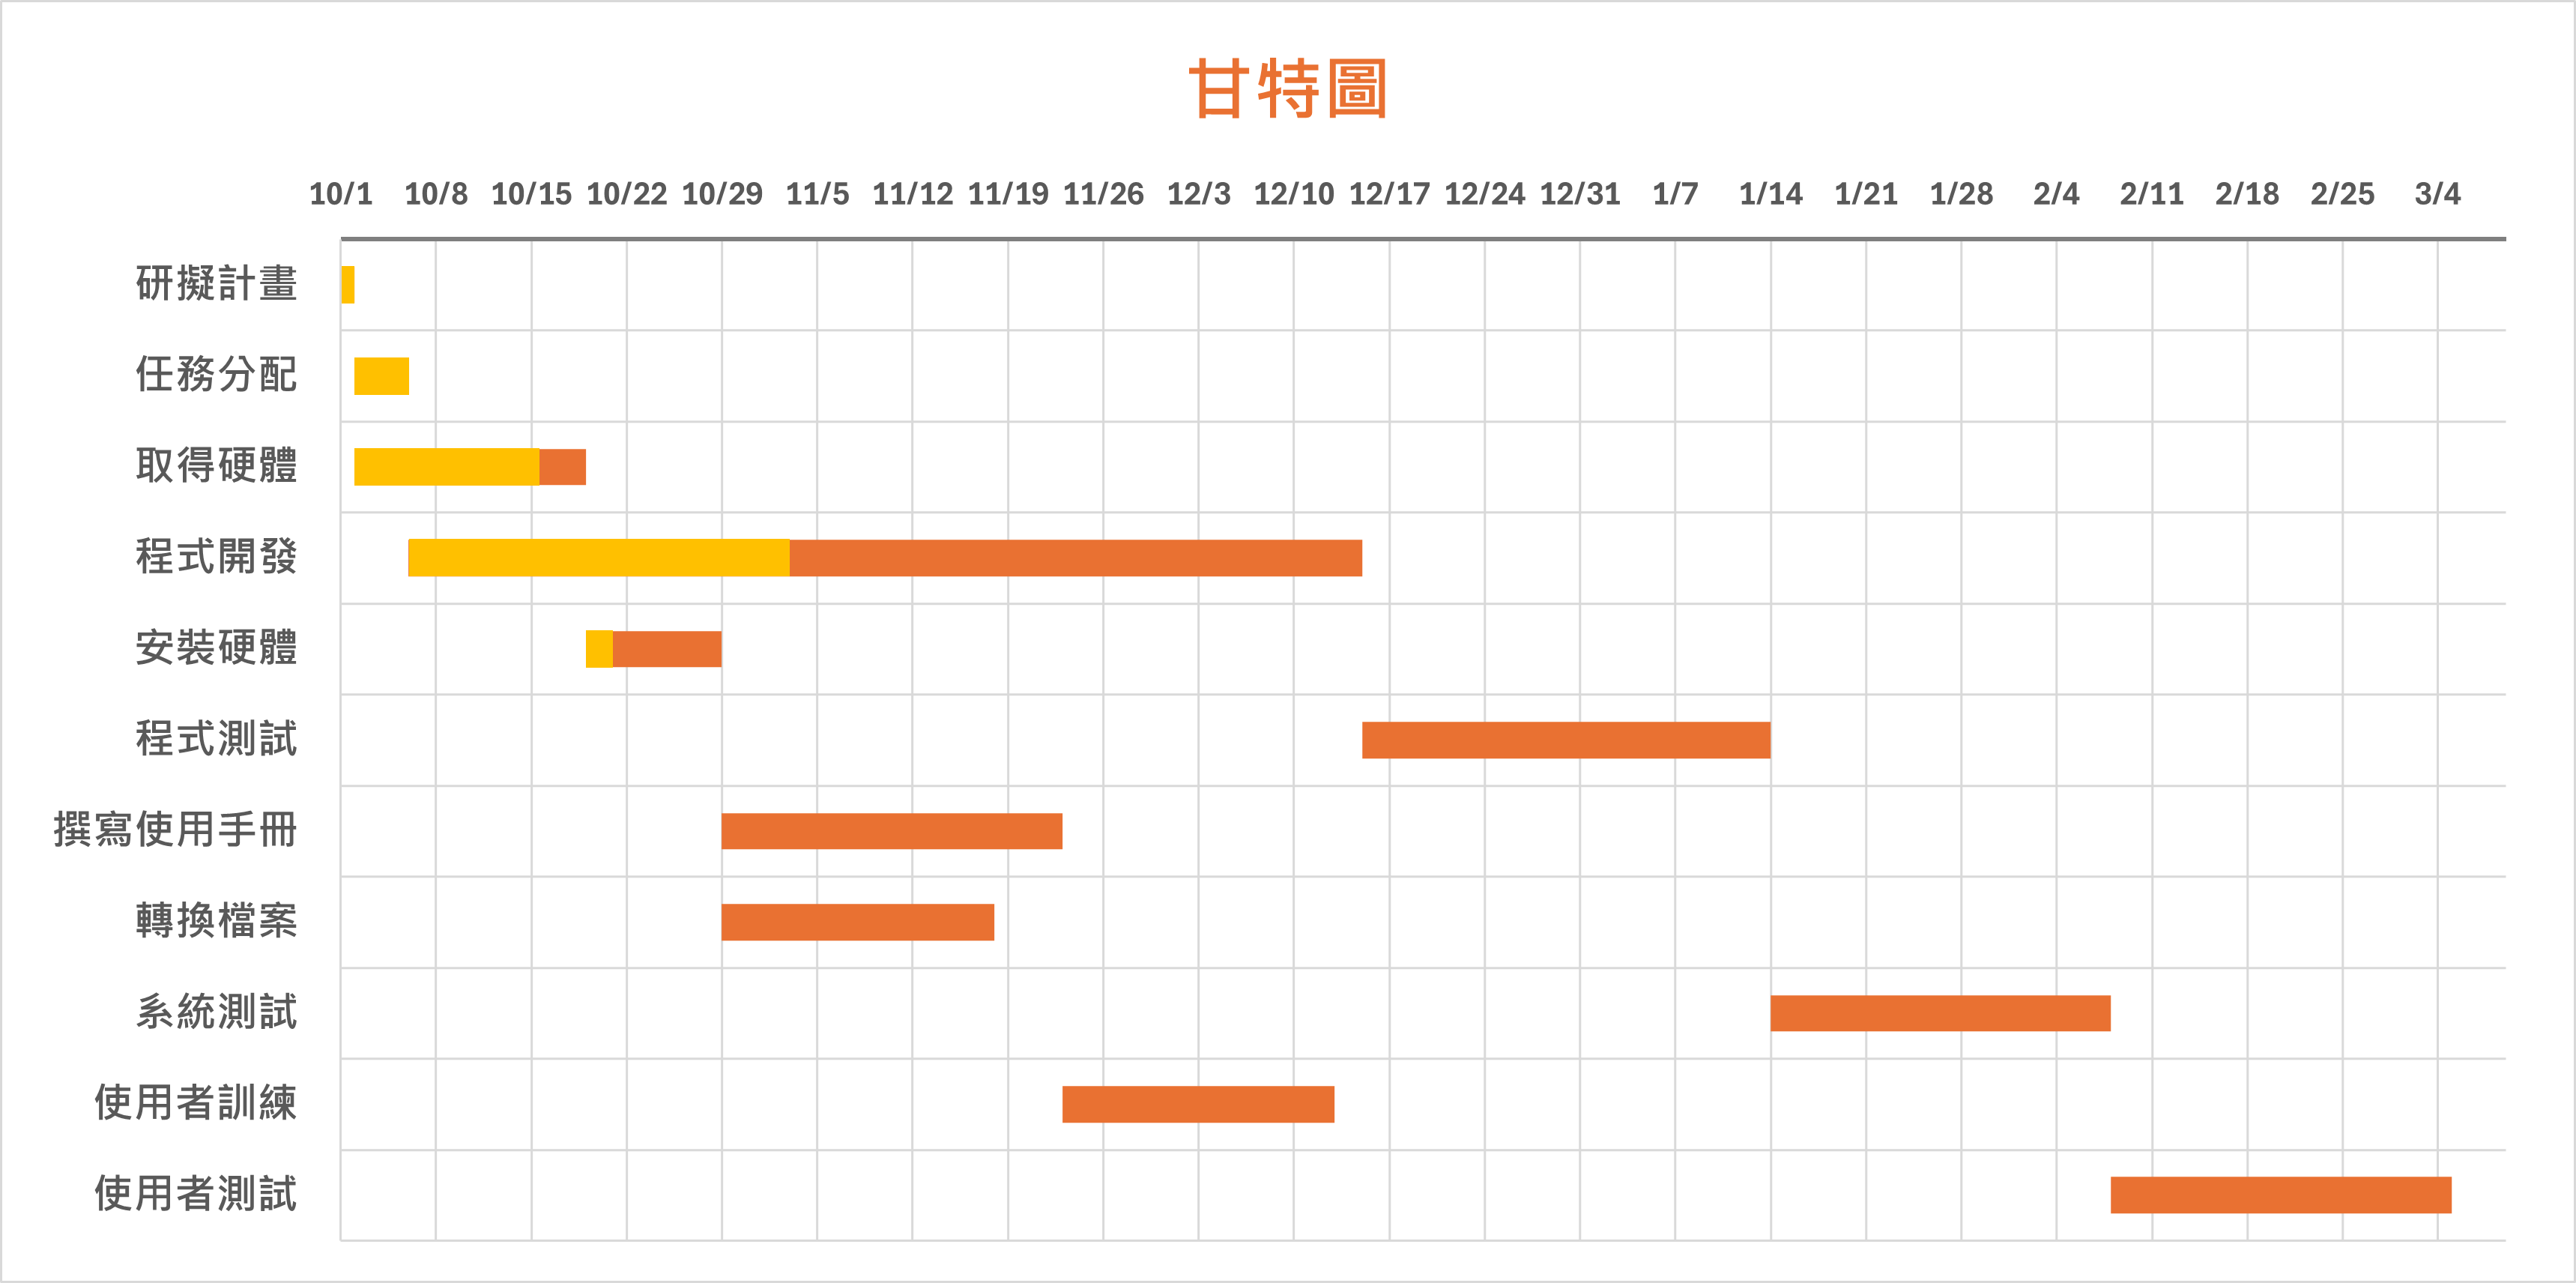 甘特圖
10/1 10/8 10/15 10/22 10/29 11/5 11/12 11/19 11/26 12/3 12/10 12/17 12/24 12/31 1/7 1/14 1/21 1/28 2/4 2/11 2/18 2/25 3/4
研擬計畫
任務分配
取得硬體
程式開發
安裝硬體
程式測試
撰寫使用手冊
轉換檔案
系統測試
使用者訓練
使用者測試